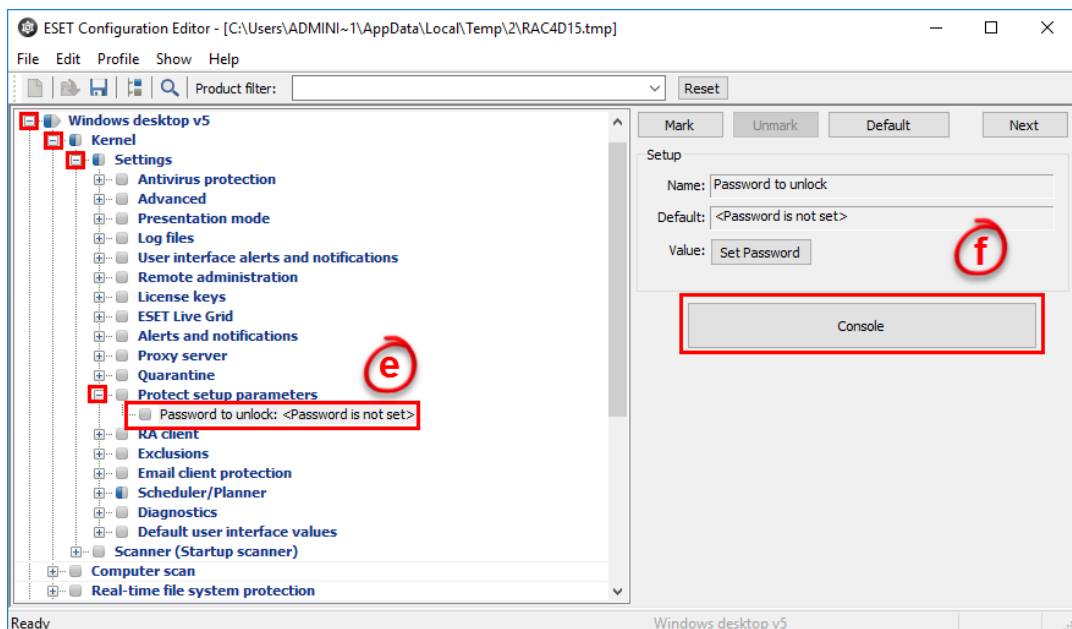 ESET Configuration Editor - [C:\Users\ADMINI~1\AppData\Local\Temp\2\RAC4D15.tmp]
File Edit Profile Show Help
Product filter: Reset
Windows desktop v5
Kernel
Settings
Antivirus protection
Advanced
Presentation mode
Log files
User interface alerts and notifications
Remote administration
License keys
ESET Live Grid
Alerts and notifications
Proxy server
Quarantine
e
Protect setup parameters
Password to unlock: <Password is not set>
RA client
Exclusions
Email client protection
Scheduler/Planner
Diagnostics
Default user interface values
Scanner (Startup scanner)
Computer scan
Real-time file system protection
Mark Unmark Default Next
Setup
Name: Password to unlock
Default: <Password is not set>
Value: Set Password
f
Console
Ready Windows desktop v5